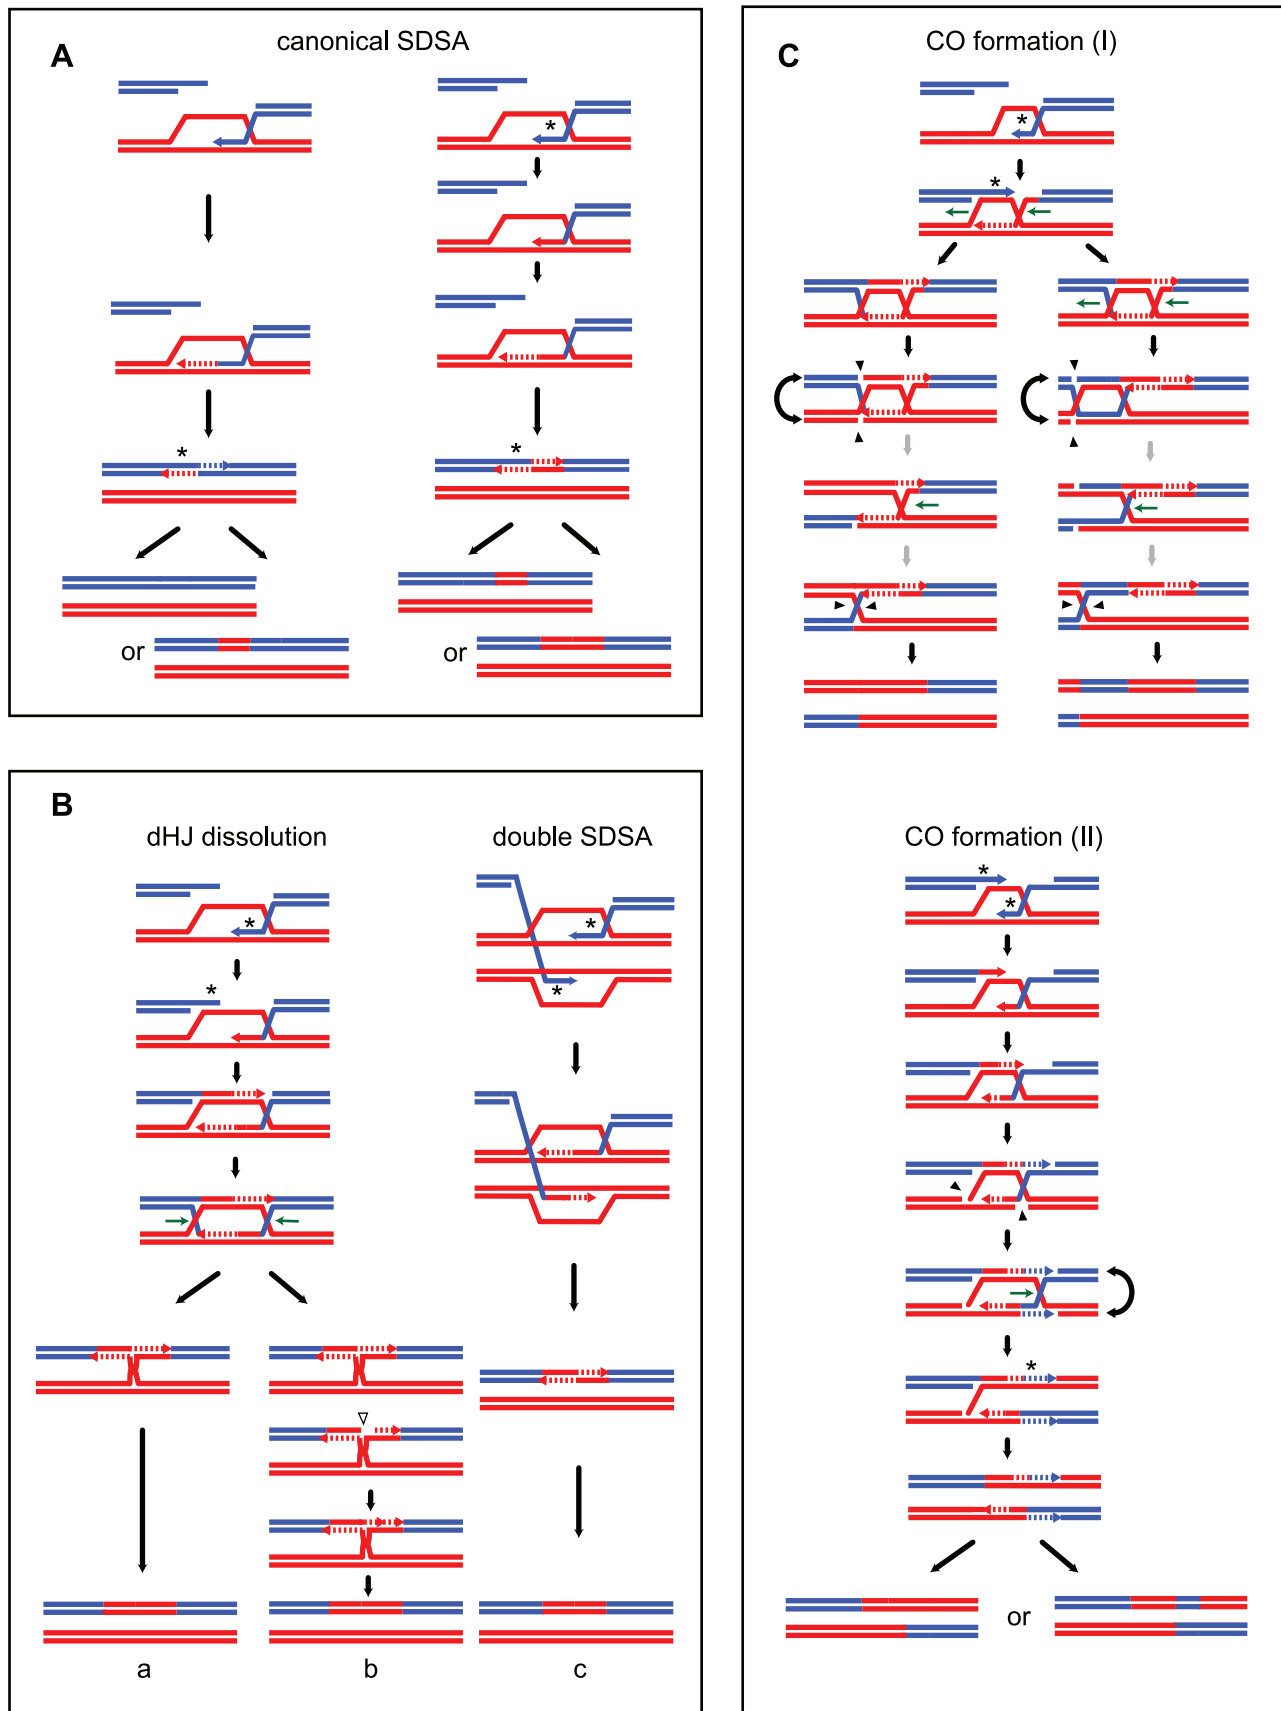 A
canonical SDSA
*
*
*
or
or
B
dHJ dissolution
double SDSA
*
*
*
*
a
b
c
C
CO formation (I)
*
*
CO formation (II)
*
*
*
or